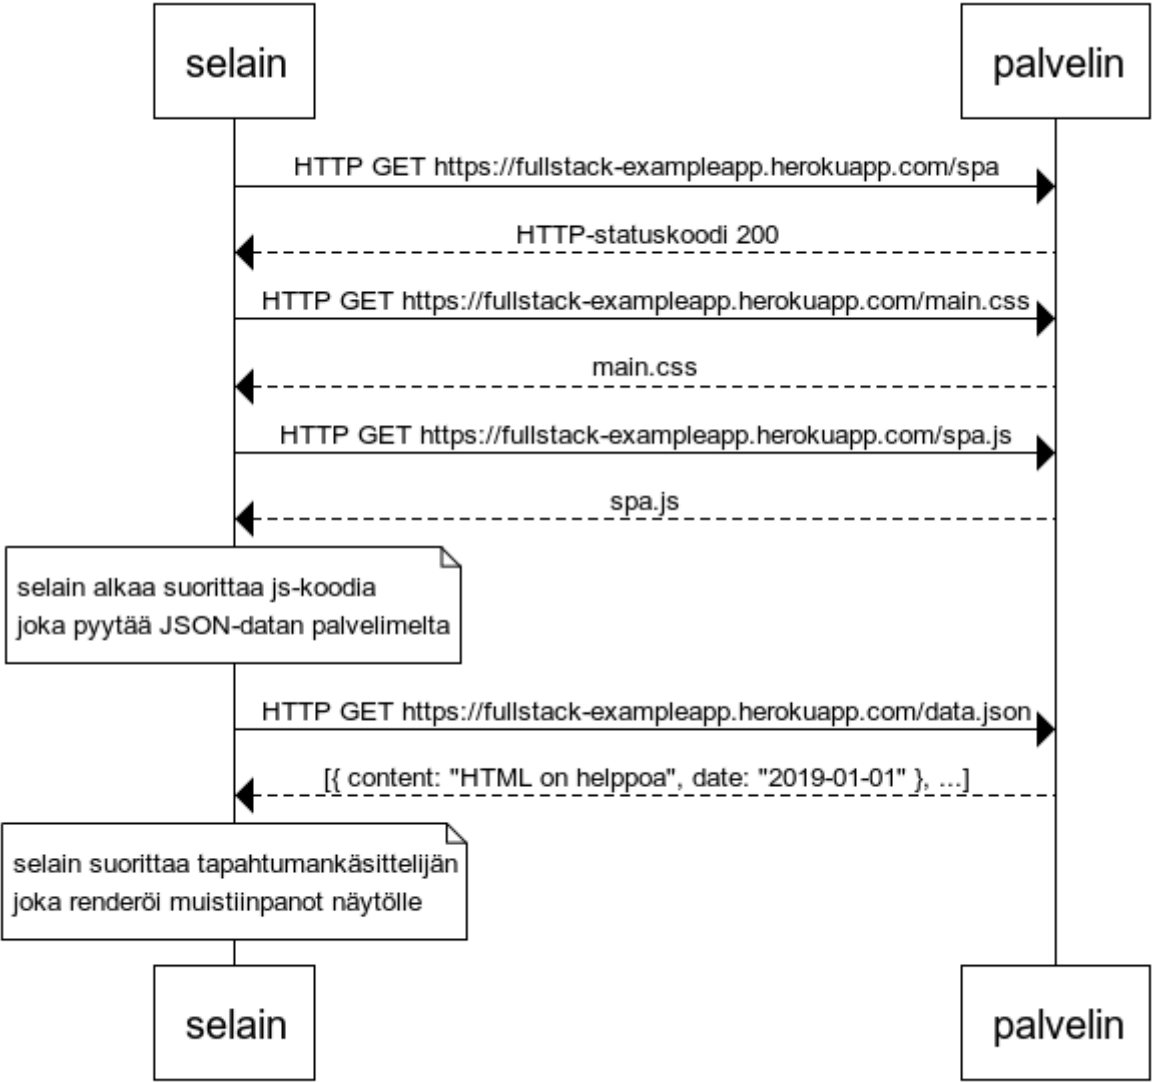 selain
palvelin
HTTP GET https://fullstack-exampleapp.herokuapp.com/spa
HTTP-statuskoodi 200
HTTP GET https://fullstack-exampleapp.herokuapp.com/main.css
main.css
HTTP GET https://fullstack-exampleapp.herokuapp.com/spa.js
spa.js
selain alkaa suorittaa js-koodia
joka pyytää JSON-datan palvelimelta
HTTP GET https://fullstack-exampleapp.herokuapp.com/data.json
[{ content: "HTML on helppoa", date: "2019-01-01" }, ...]
selain suorittaa tapahtumankäsittelijän
joka renderöi muistiinpanot näytölle
selain
palvelin